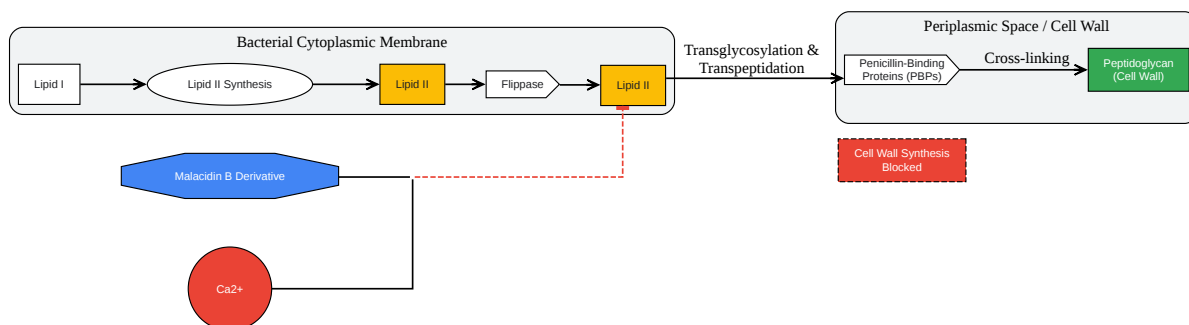 Bacterial Cytoplasmic Membrane
Lipid I
Lipid II Synthesis
Lipid II
Flippase
Lipid II
Transglycosylation &
Transpeptidation
Periplasmic Space / Cell Wall
Penicillin-Binding
Proteins (PBPs)
Cross-linking
Peptidoglycan
(Cell Wall)
Malacidin B Derivative
Cell Wall Synthesis
Blocked
Ca2+